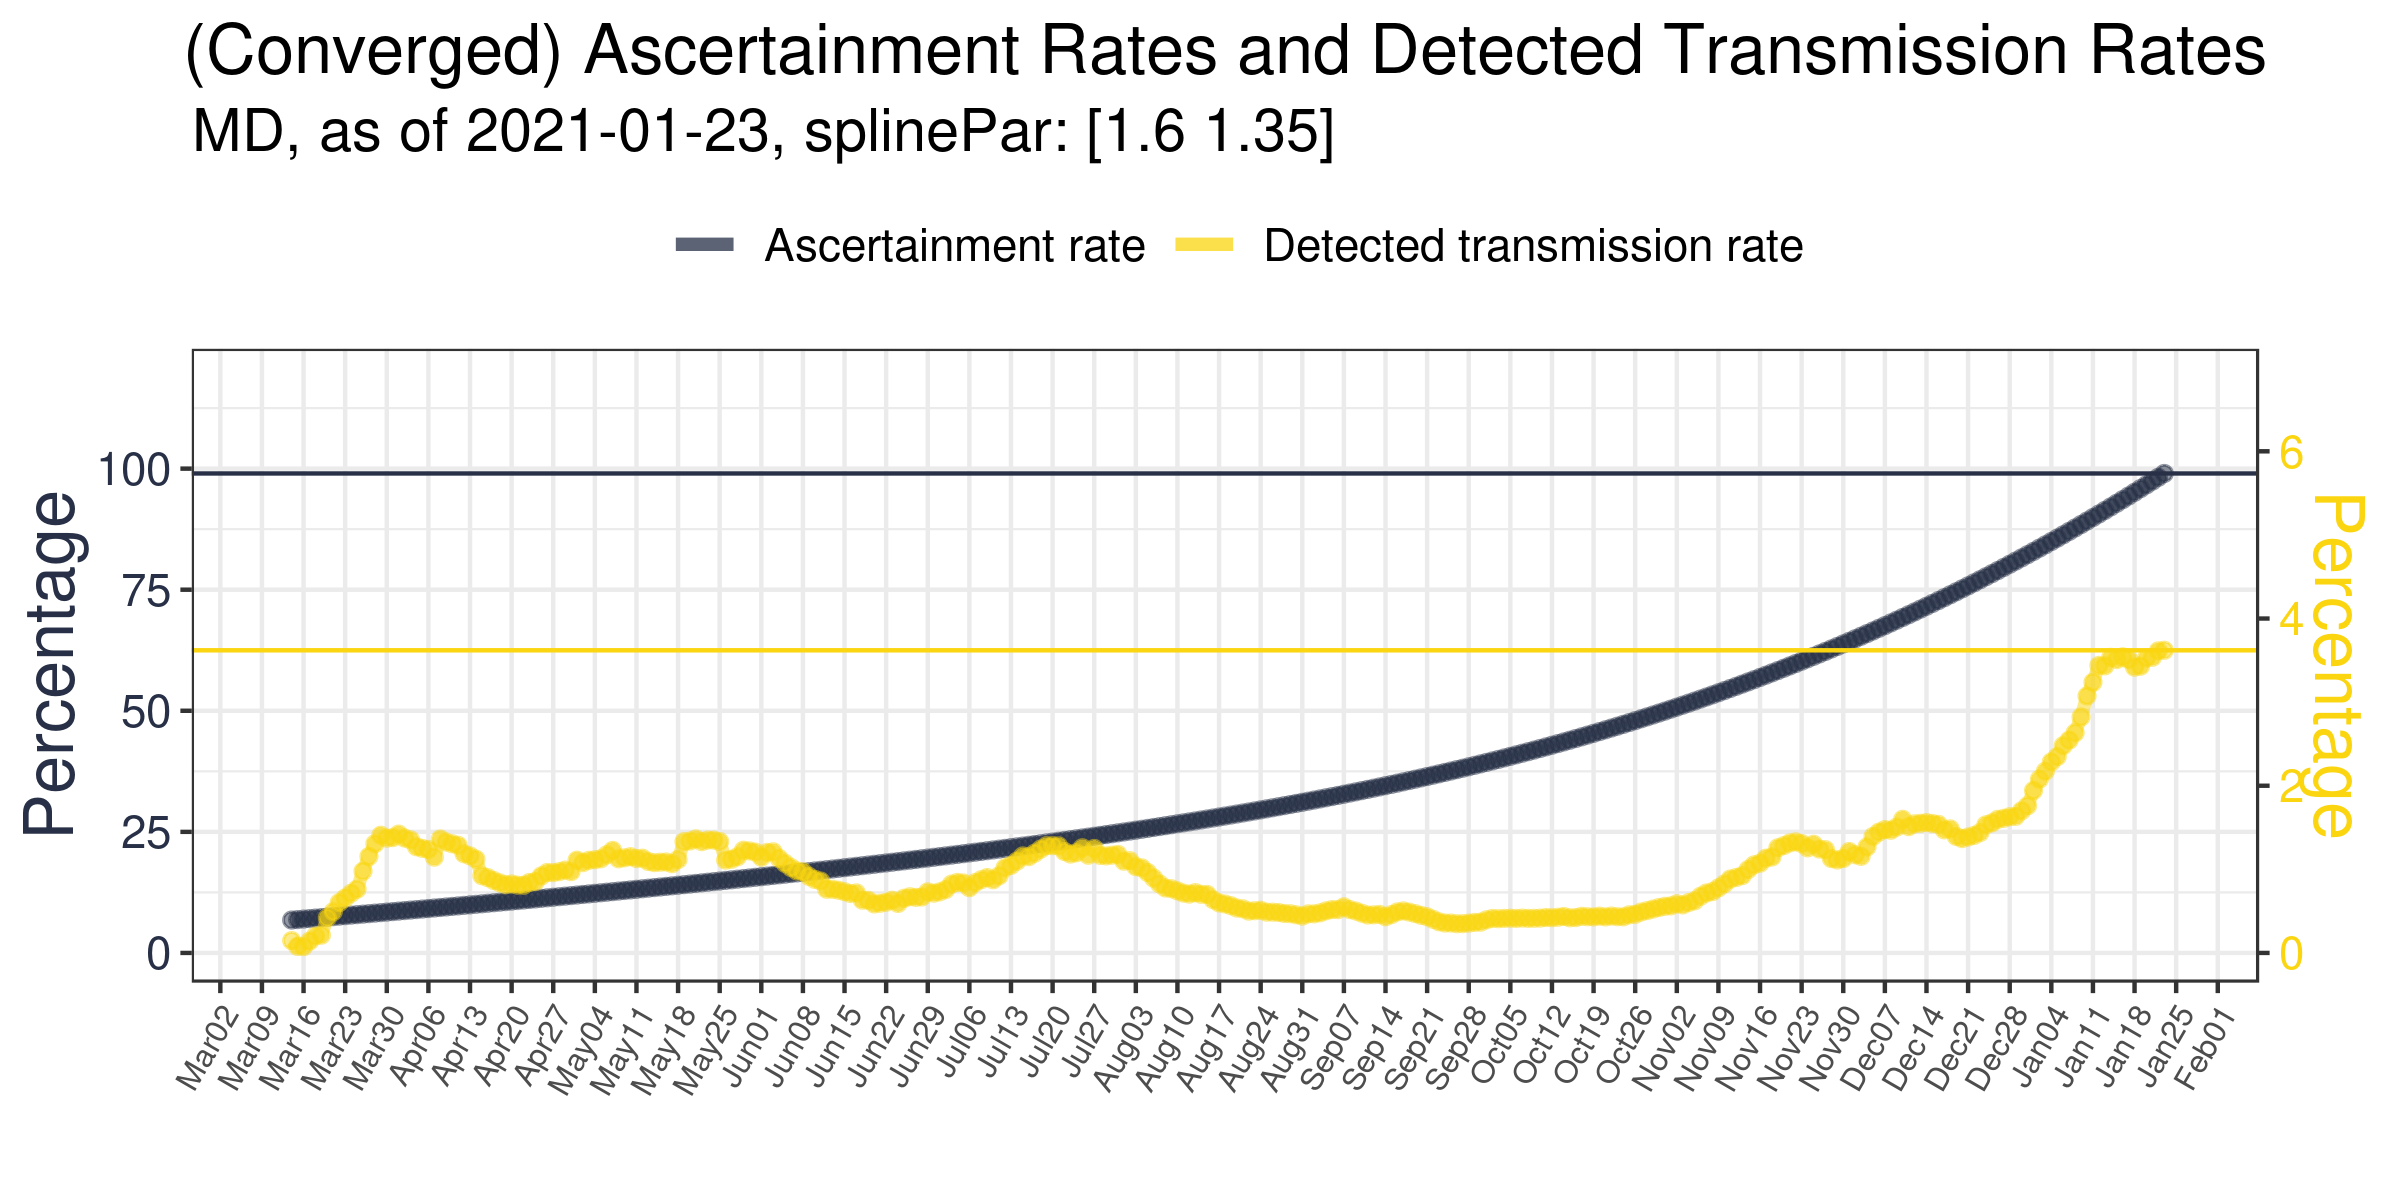 (Converged) Ascertainment Rates and Detected Transmission Rates
MD, as of 2021-01-23, splinePar: [1.6 1.35]
Ascertainment rate
Detected transmission rate
Percentage
100
75
50
25
0
6
4
2
0
Percentage
Mar02
Mar09
Mar16
Mar23
Mar30
Apr06
Apr13
Apr20
Apr27
May04
May11
May18
May25
Jun01
Jun08
Jun15
Jun22
Jun29
Jul06
Jul13
Jul20
Jul27
Aug03
Aug10
Aug17
Aug24
Aug31
Sep07
Sep14
Sep21
Sep28
Oct05
Oct12
Oct19
Oct26
Nov02
Nov09
Nov16
Nov23
Nov30
Dec07
Dec14
Dec21
Dec28
Jan04
Jan11
Jan18
Jan25
Feb01